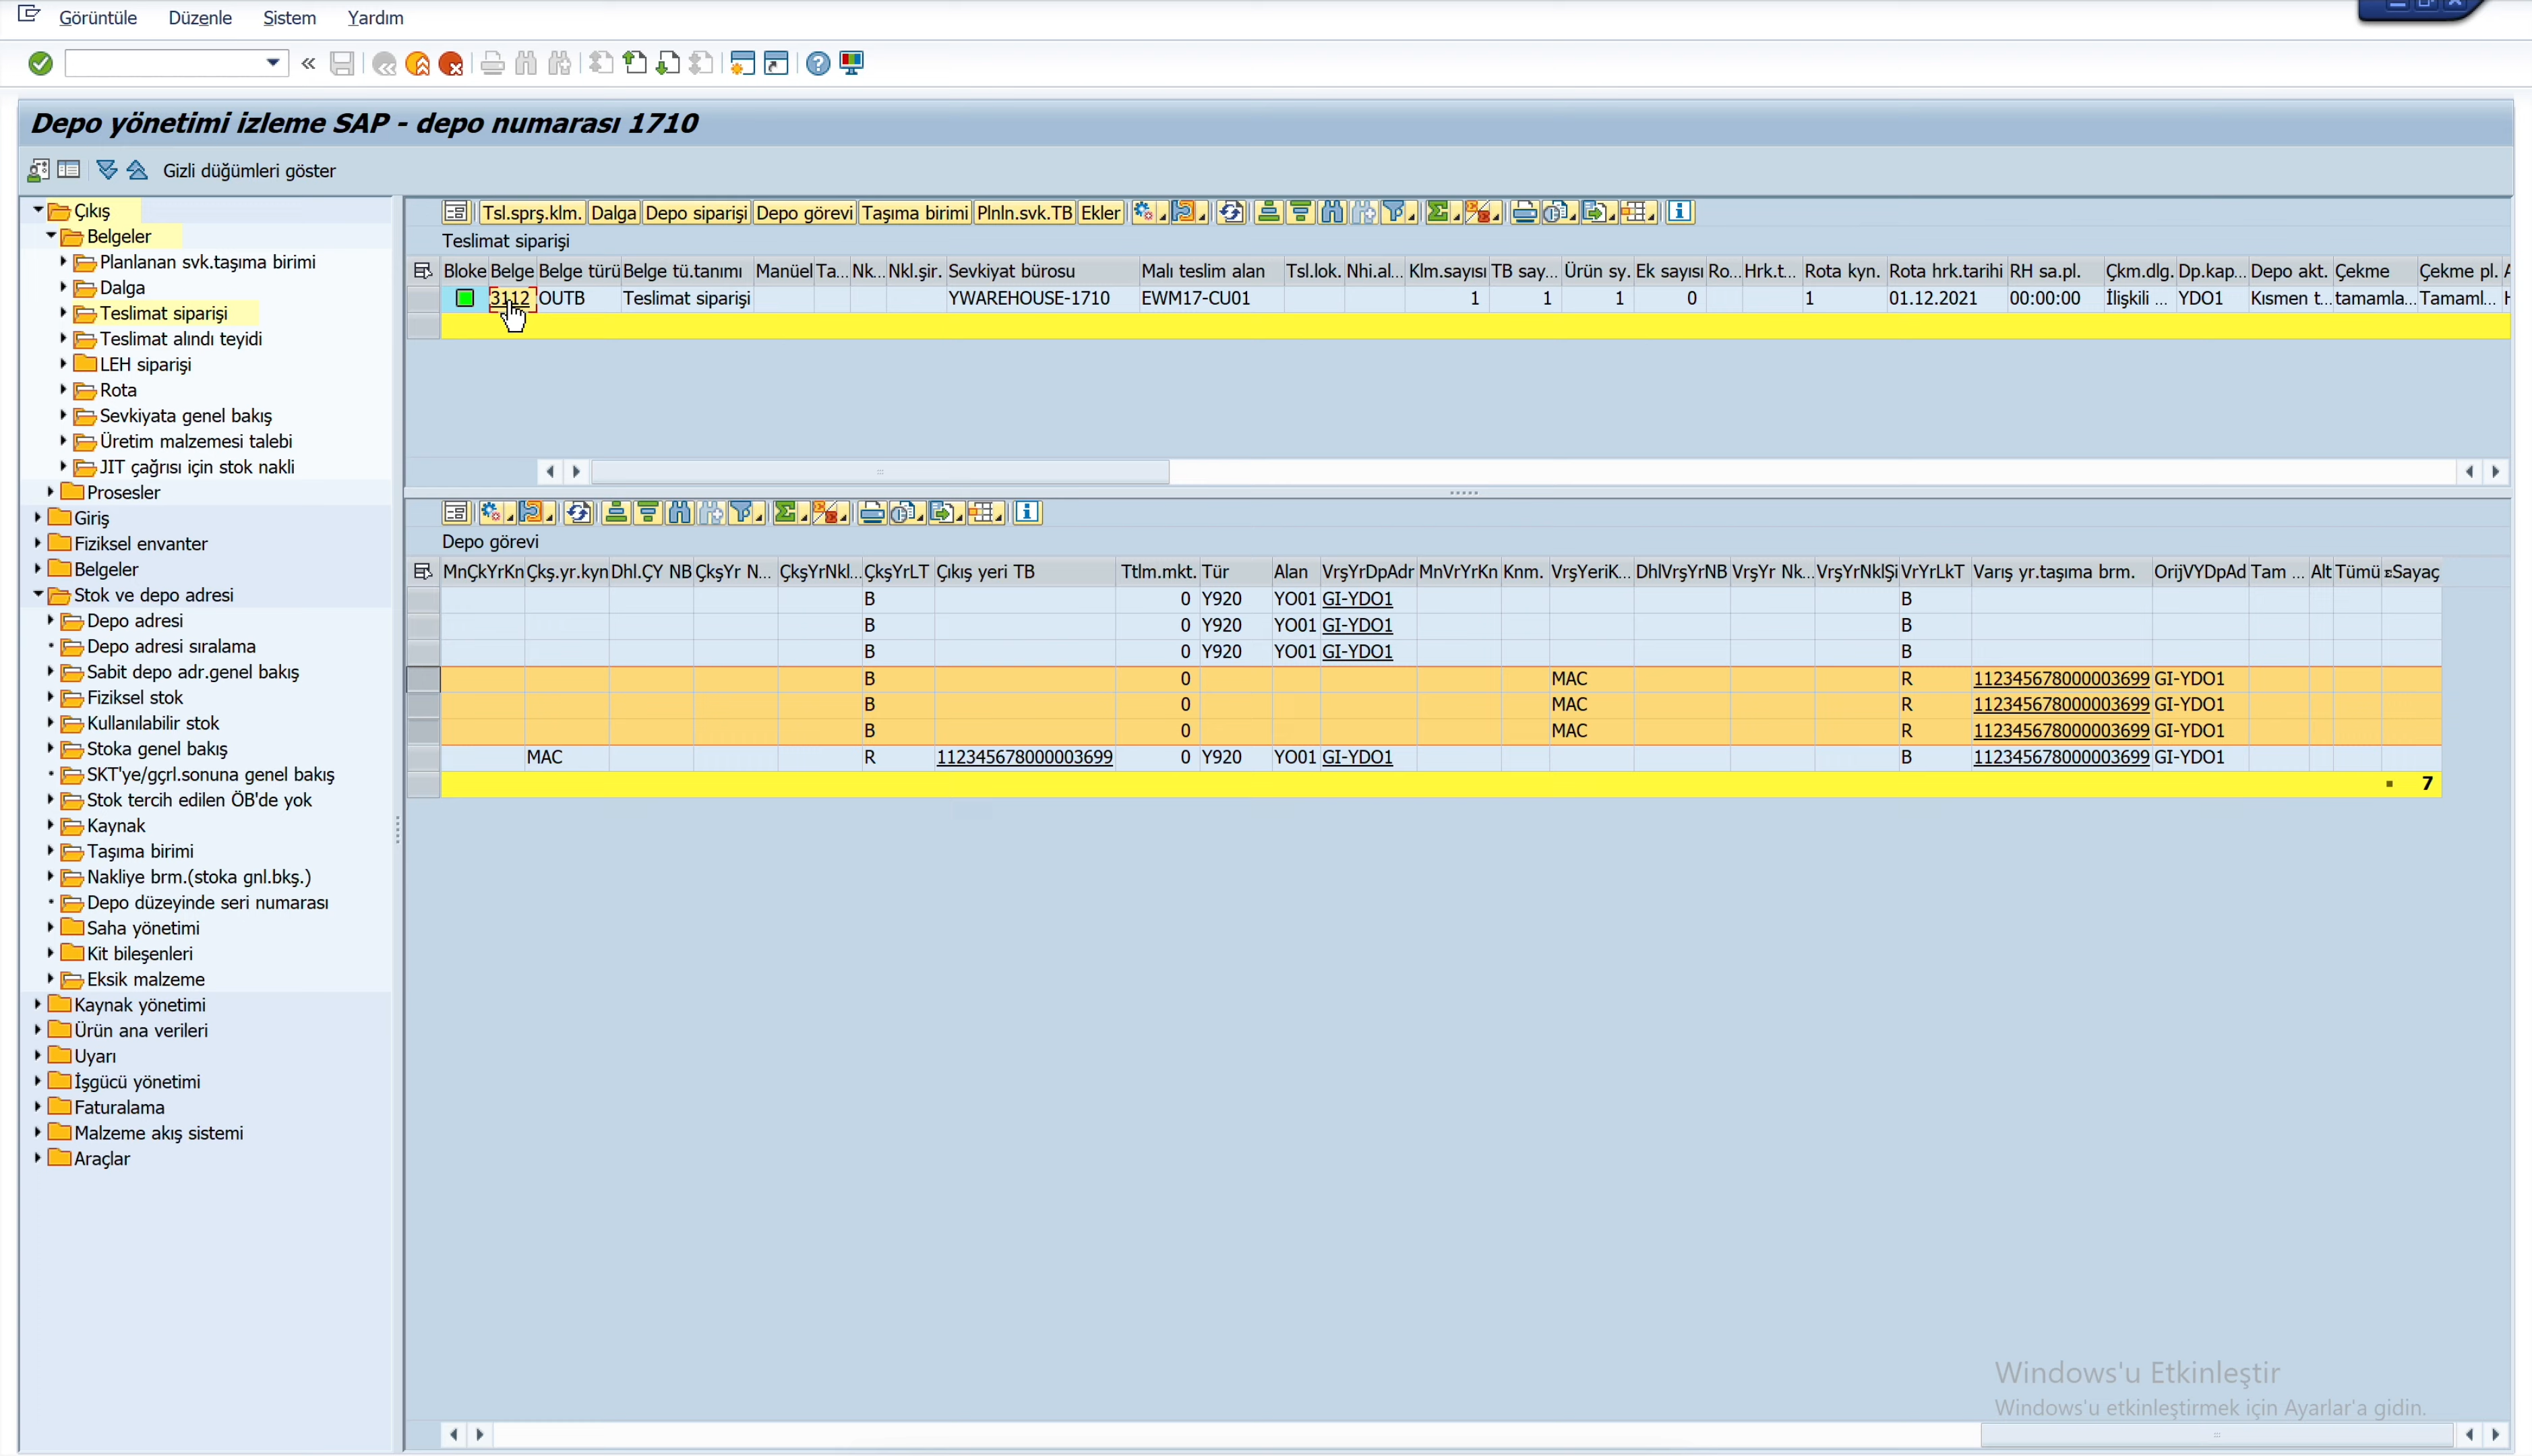 Görüntüle Düzenle Sistem Yardım
Depo yönetimi izleme SAP - depo numarası 1710
Gizli düğümleri göster
Çıkış
Belgeler
Planlanan svk.taşıma birimi
Dalga
Teslimat siparişi
Teslimat alındı teyidi
LEH siparişi
Rota
Sevkiyata genel bakış
Üretim malzemesi talebi
JIT çağrısı için stok nakli
Prosesler
Giriş
Fiziksel envanter
Belgeler
Stok ve depo adresi
Depo adresi
Depo adresi sıralama
Sabit depo adr.genel bakış
Fiziksel stok
Kullanılabilir stok
Stoka genel bakış
SKT'ye/gçrl.sonuna genel bakış
Stok tercih edilen ÖB'de yok
Kaynak
Taşıma birimi
Nakliye brm.(stoka gnl.bkş.)
Depo düzeyinde seri numarası
Saha yönetimi
Kit bileşenleri
Eksik malzeme
Kaynak yönetimi
Ürün ana verileri
Uyarı
İşgücü yönetimi
Faturalama
Malzeme akış sistemi
Araçlar
Tsl.sprş.klm. Dalga Depo siparişi Depo görevi Taşıma birimi Plnln.svk.TB Ekler
Teslimat siparişi
Bloke Belge Belge türü Belge tü.tanımı Manüel Ta... Nk... Nkl.şir. Sevkiyat bürosu Malı teslim alan Tsl.lok. Nhi.al... Klm.sayısı TB say... Ürün sy. Ek sayısı Ro... Hrk.t... Rota kyn. Rota hrk.tarihi RH sa.pl. Çkm.dlg. Dp.kap... Depo akt. Çekme Çekme pl.
3112 OUTB Teslimat siparişi YWAREHOUSE-1710 EWM17-CU01 1 1 1 0 1 01.12.2021 00:00:00 İlişkili ... YDO1 Kısmen t... tamamla... Tamaml...
Depo görevi
MnÇkYrKn Çkş.yr.kyn Dhl.ÇY NB ÇkşYr N... ÇkşYrNkl... ÇkşYrLT Çıkış yeri TB Ttlm.mkt. Tür Alan VrşYrDpAdr MnVrYrKn Knm. VrşYeriK... DhlVrşYrNB VrşYr Nk... VrşYrNklŞi VrYrLkT Varış yr.taşıma brm. OrijVYDpAd Tam ... Alt Tümü Sayaç
B 0 Y920 YO01 GI-YDO1 B
B 0 Y920 YO01 GI-YDO1 B
B 0 Y920 YO01 GI-YDO1 B
B 0 MAC R 112345678000003699 GI-YDO1
B 0 MAC R 112345678000003699 GI-YDO1
B 0 MAC R 112345678000003699 GI-YDO1
MAC R 112345678000003699 0 Y920 YO01 GI-YDO1 B 112345678000003699 GI-YDO1
7
Windows'u Etkinleştir
Windows'u etkinleştirmek için Ayarlar'a gidin.